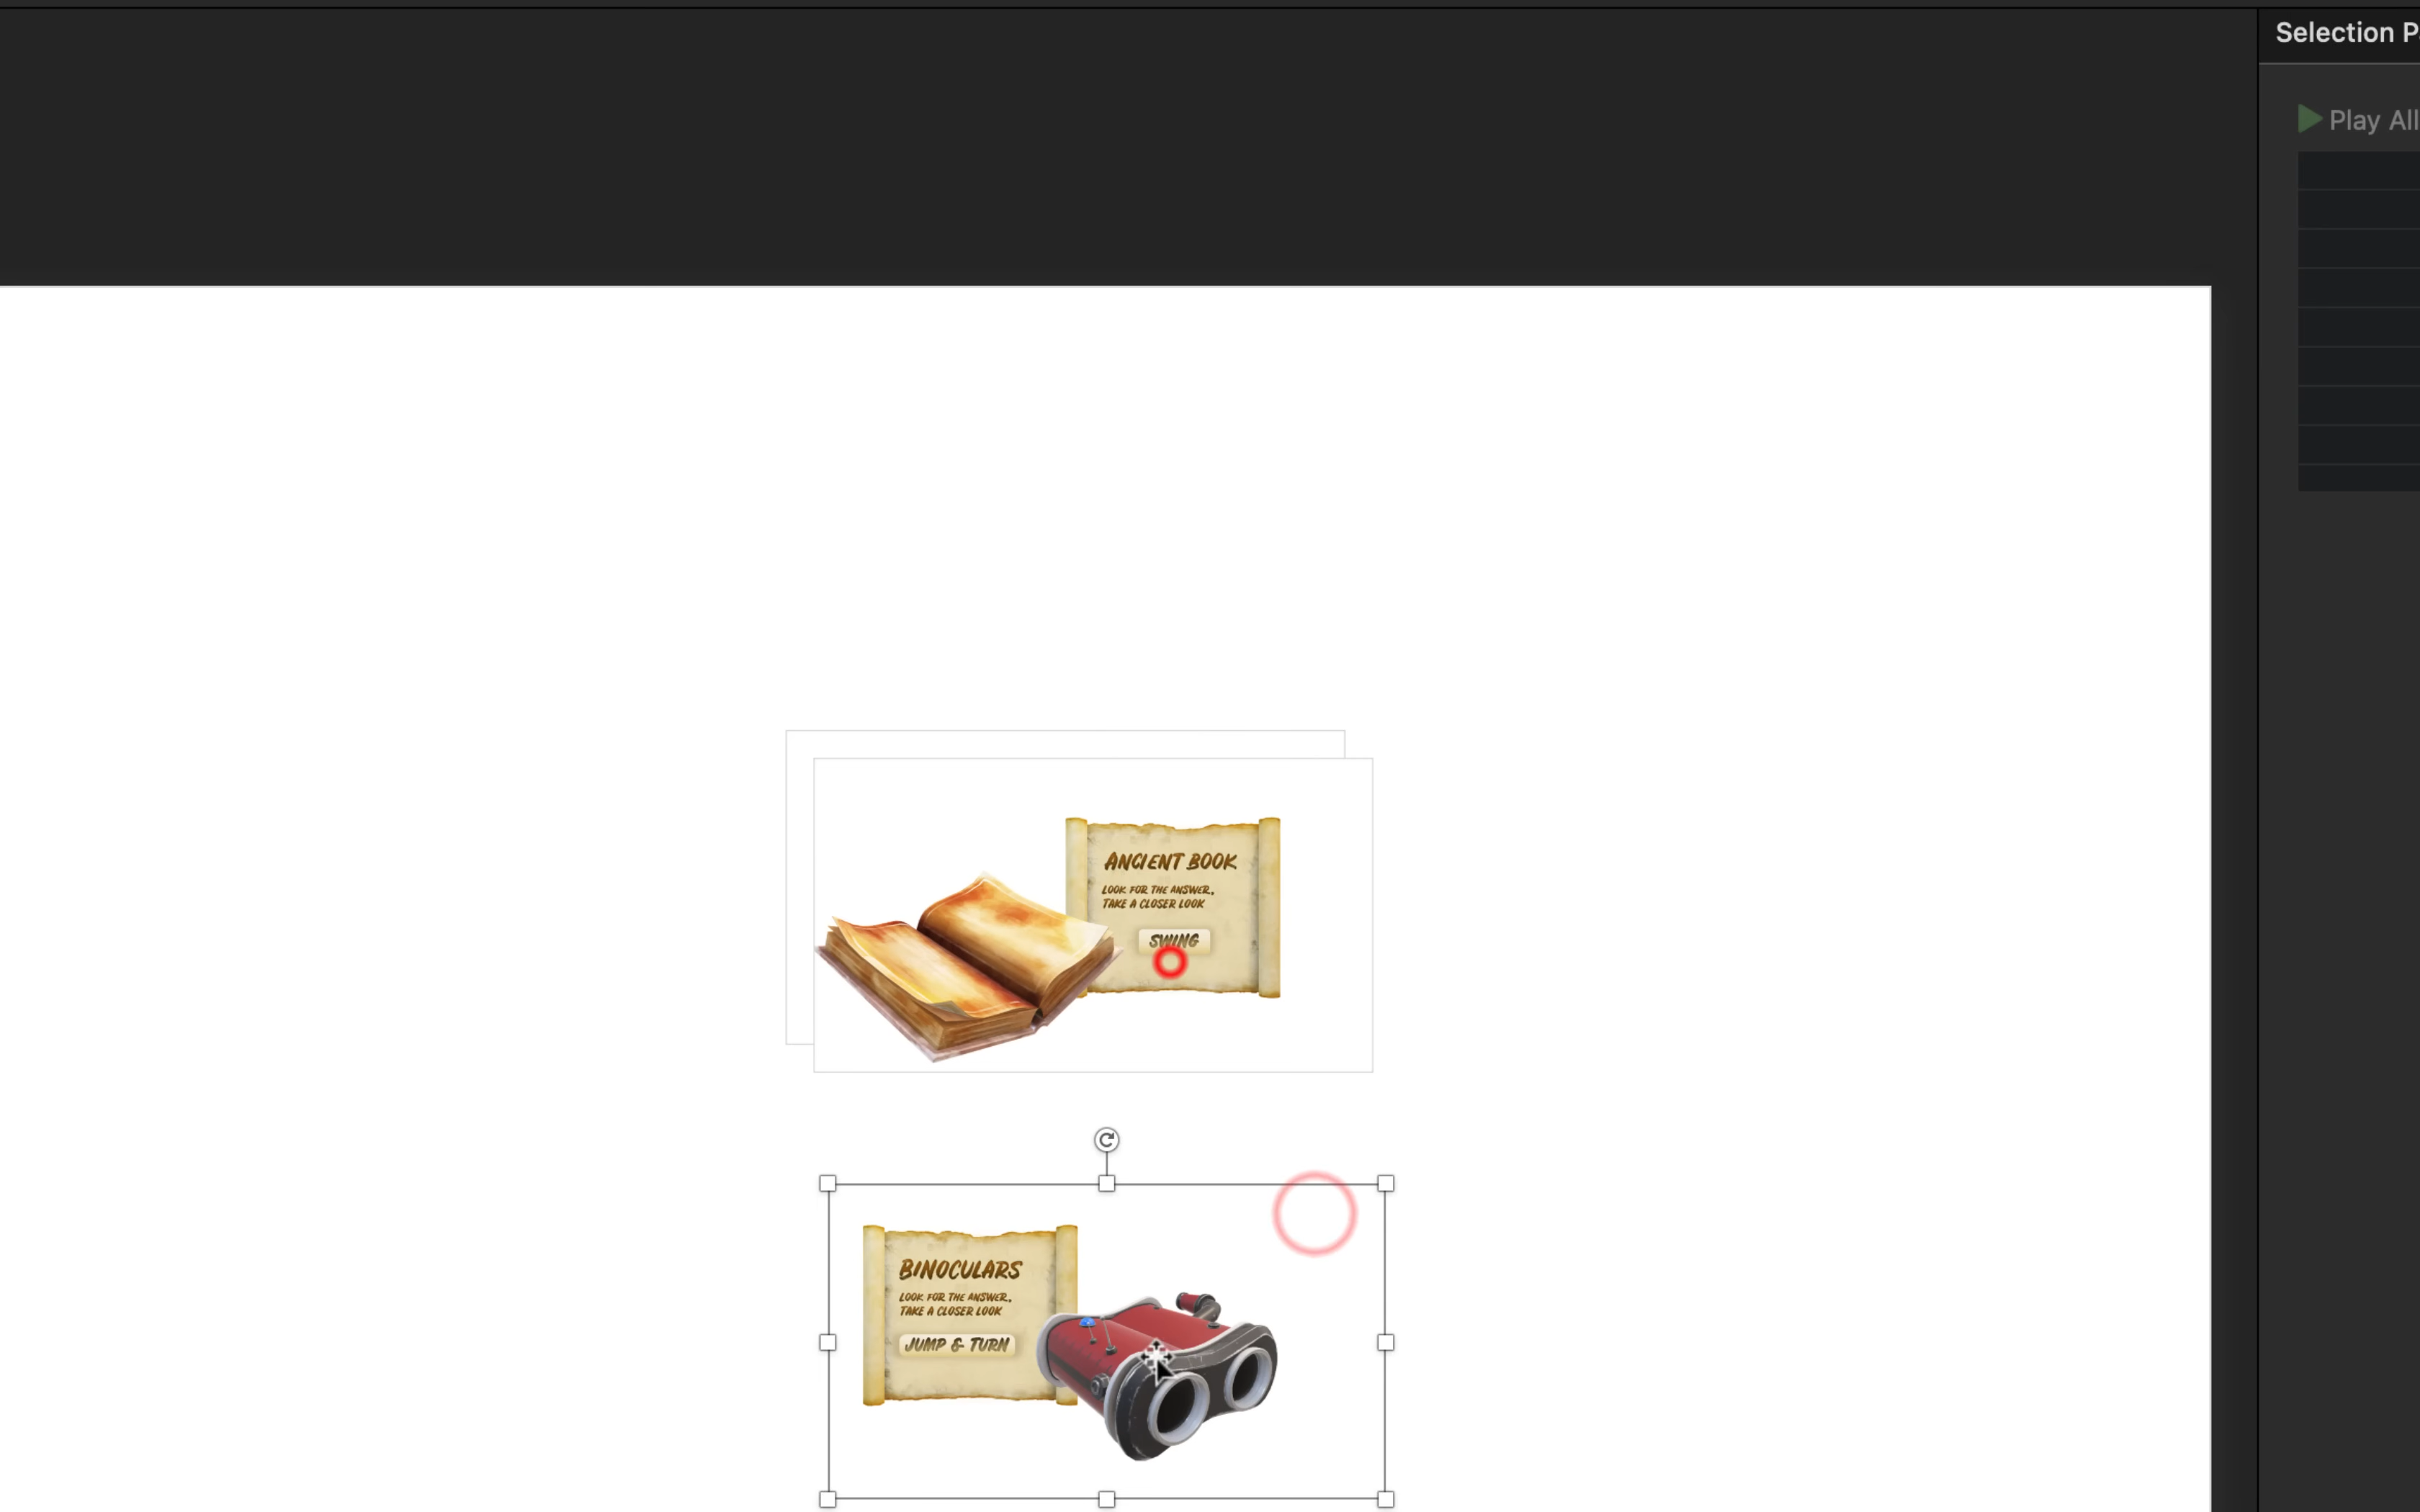 Selection P
Play All
ANCIENT BOOK
LOOK FOR THE ANSWER,
TAKE A CLOSER LOOK
SWING
BINOCULARS
LOOK FOR THE ANSWER,
TAKE A CLOSER LOOK
JUMP & TURN